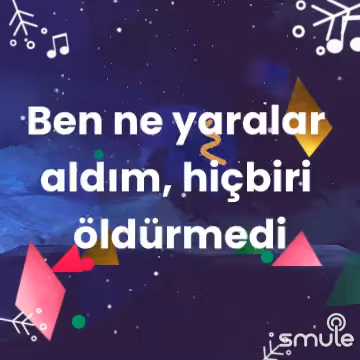 Ben ne yaralar
aldım, hiçbiri
öldürmedi
smule